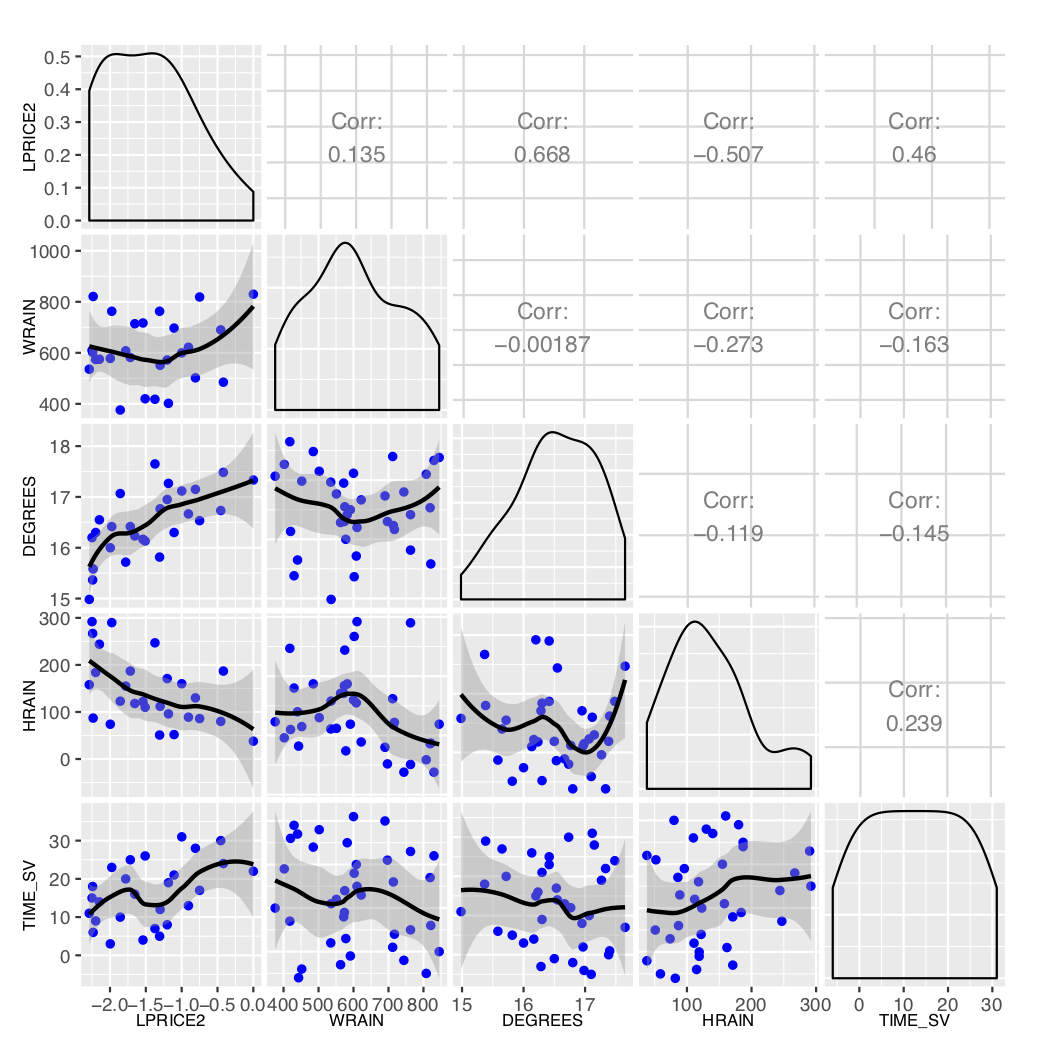 LPRICE2
0.5
0.4
0.3
0.2
0.1
0.0
Corr:
0.135
Corr:
0.668
Corr:
−0.507
Corr:
0.46
WRAIN
1000
800
600
400
Corr:
−0.00187
Corr:
−0.273
Corr:
−0.163
DEGREES
18
17
16
15
Corr:
−0.119
Corr:
−0.145
HRAIN
300
200
100
0
Corr:
0.239
TIME_SV
30
20
10
0
−2.0 −1.5 −1.0 −0.5 0.0
400 500 600 700 800
15 16 17
100 200 300
0 10 20 30
LPRICE2 WRAIN DEGREES HRAIN TIME_SV